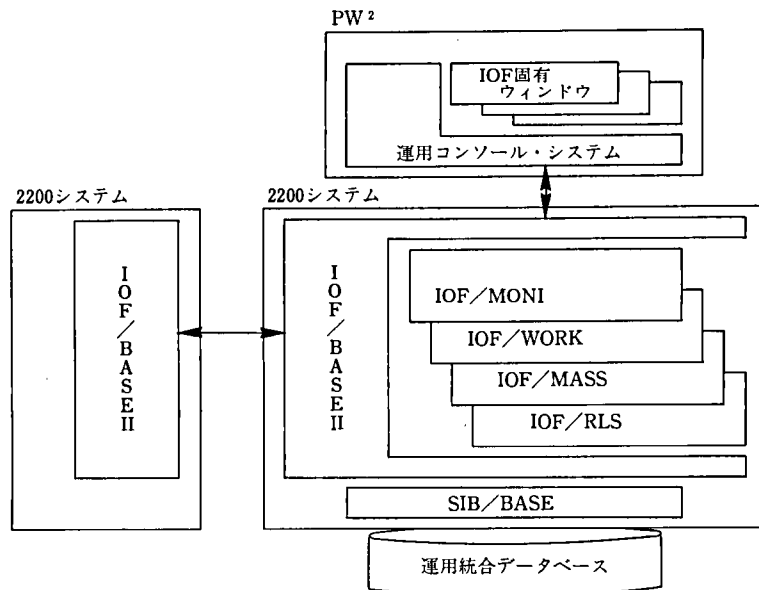 PW²
IOF固有
ウィンドウ
運用コンソール・システム
2200システム
2200システム
IOF／BASEⅡ
IOF／BASEⅡ
IOF／MONI
IOF／WORK
IOF／MASS
IOF／RLS
SIB／BASE
運用統合データベース